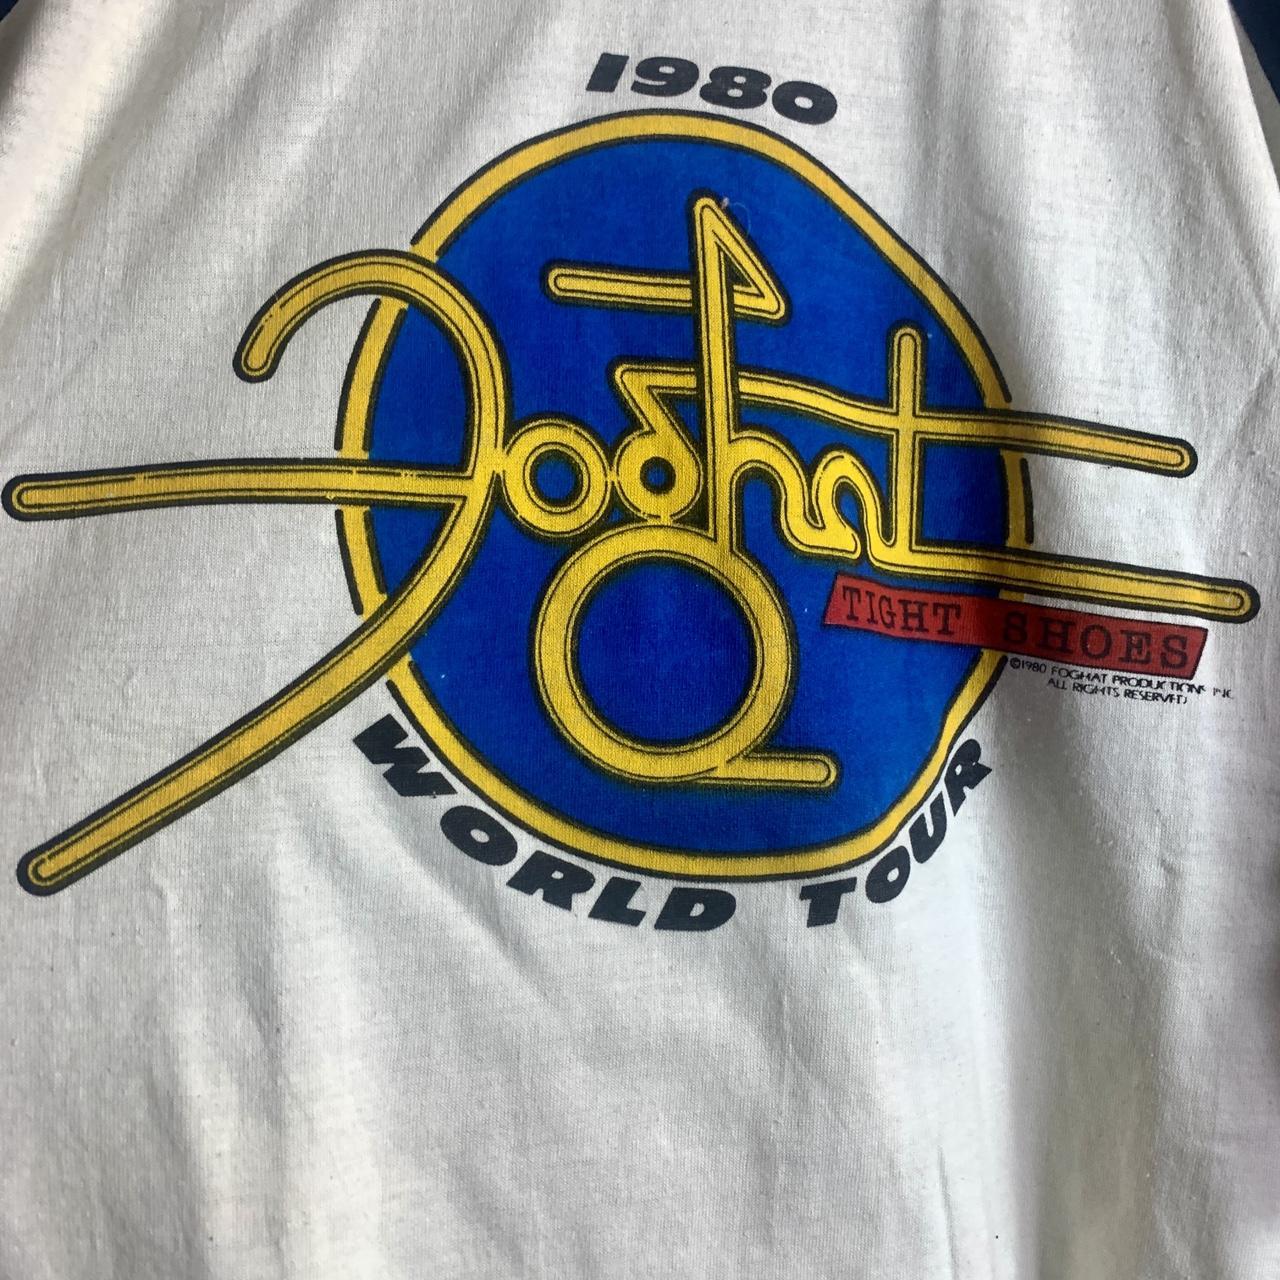 1980
Foghat
TIGHT SHOES
©1980 FOGHAT PRODUCTIONS INC.
ALL RIGHTS RESERVED
WORLD TOUR